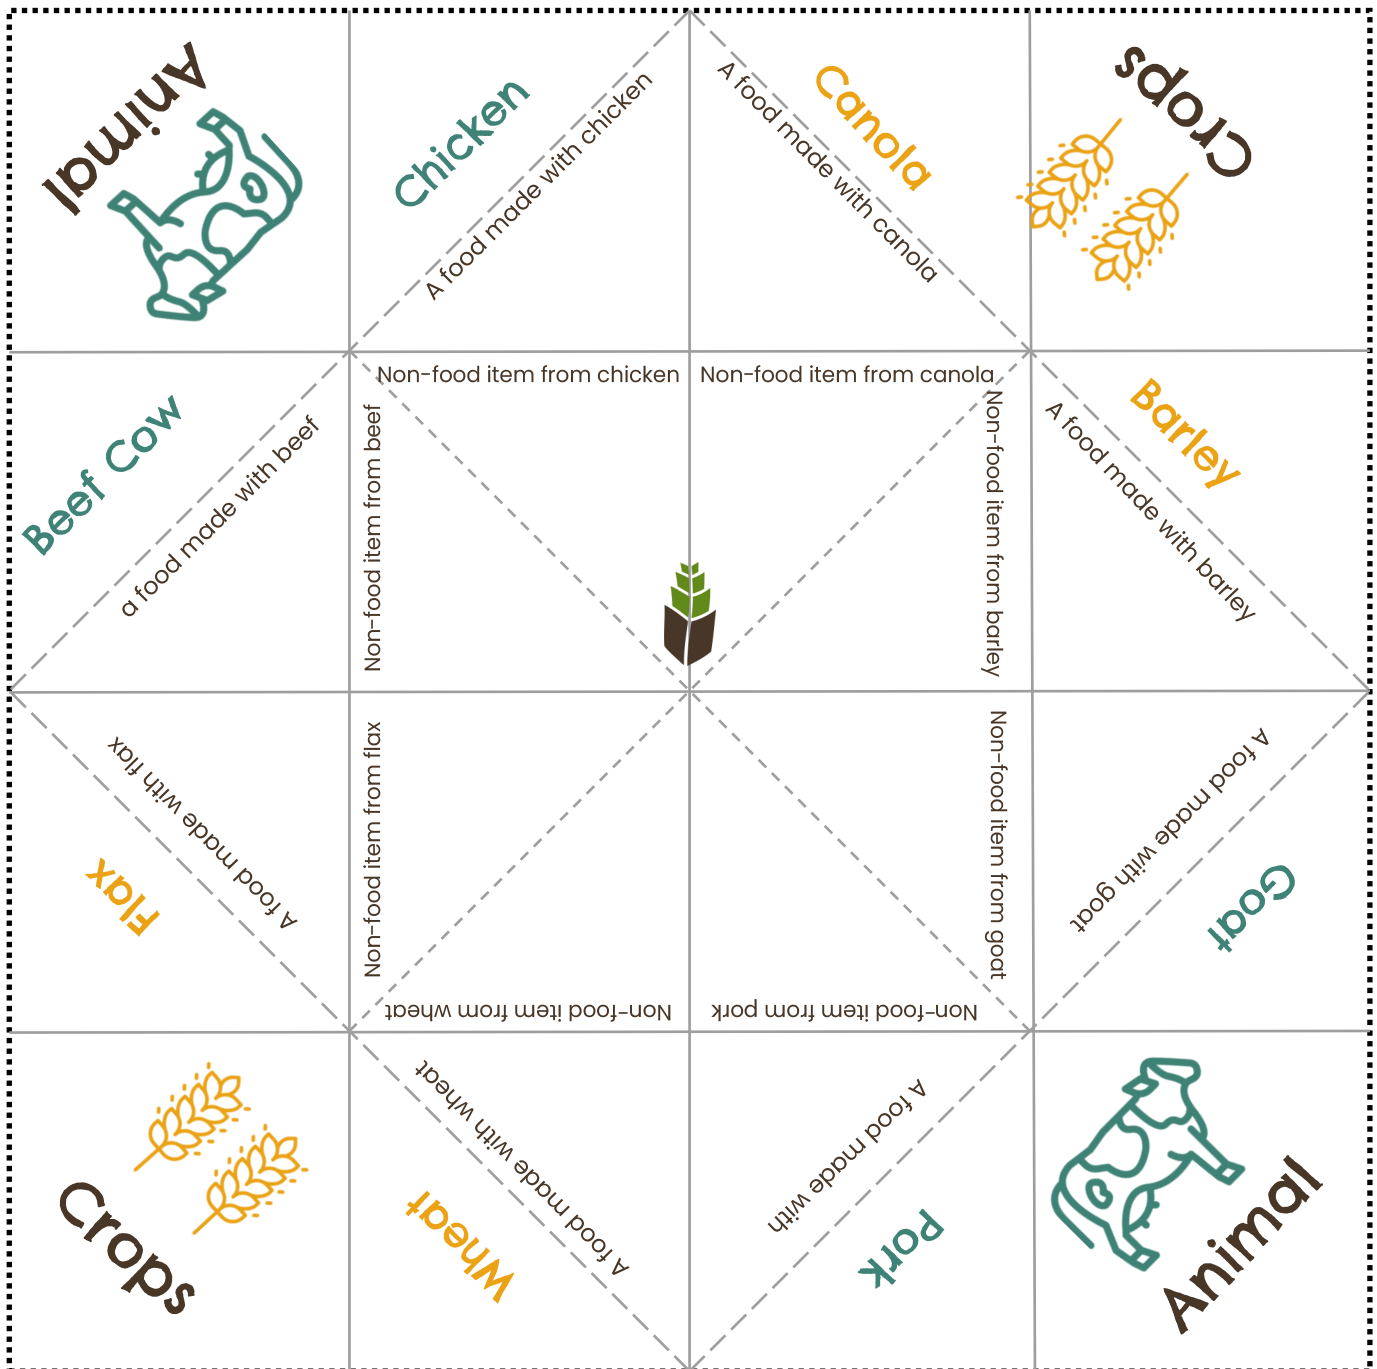 Animal
Chicken
A food made with chicken
Canola
A food made with canola
Crops
Beef Cow
a food made with beef
Non-food item from chicken
Non-food item from beef
Non-food item from canola
Non-food item from barley
Barley
A food made with barley
Flax
A food made with flax
Non-food item from flax
Non-food item from wheat
Non-food item from goat
Non-food item from pork
A food made with goat
Goat
Crops
Wheat
A food made with wheat
A food made with
Pork
Animal